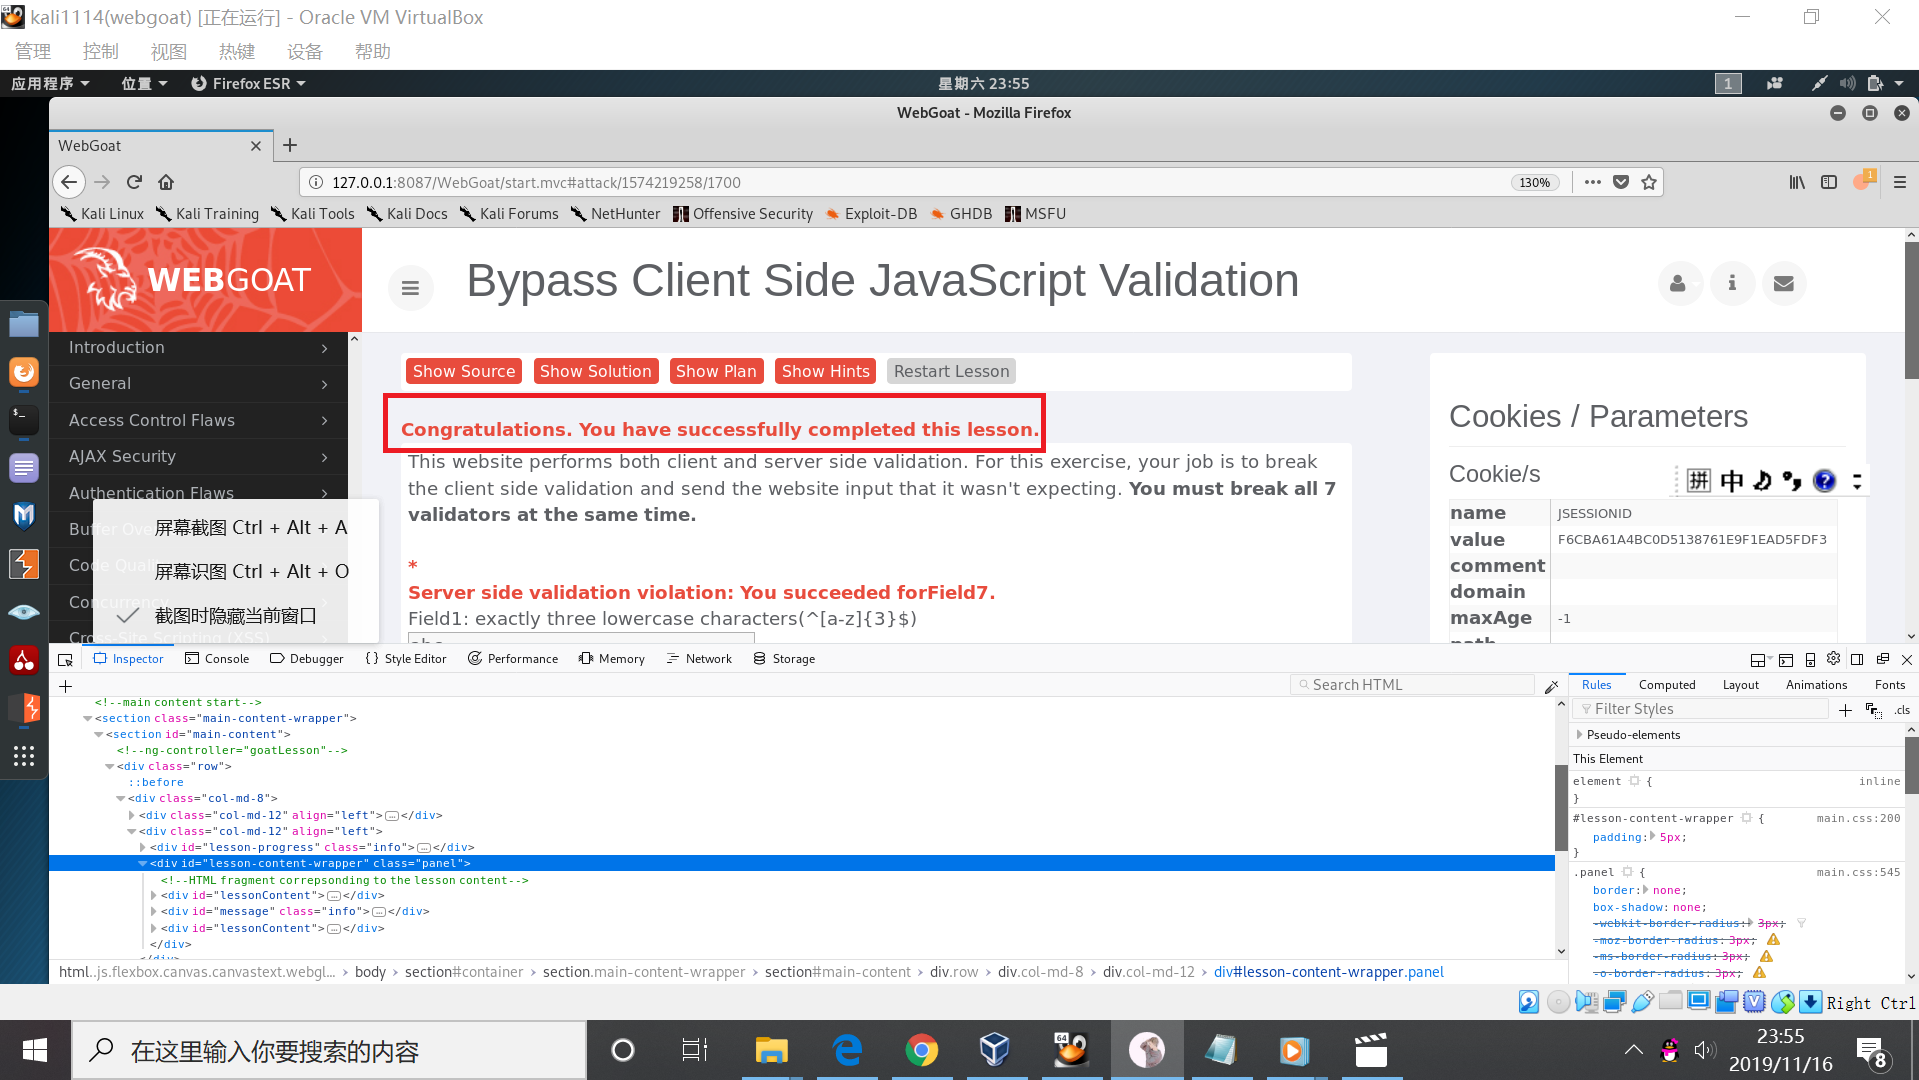 kali1114(webgoat) [正在运行] - Oracle VM VirtualBox
管理 控制 视图 热键 设备 帮助
应用程序 位置 Firefox ESR 星期六 23:55 1
WebGoat - Mozilla Firefox
WebGoat
127.0.0.1:8087/WebGoat/start.mvc#attack/1574219258/1700 130% 1
Kali Linux Kali Training Kali Tools Kali Docs Kali Forums NetHunter Offensive Security Exploit-DB GHDB MSFU
WEBGOAT
Bypass Client Side JavaScript Validation
Introduction
General
Access Control Flaws
AJAX Security
Authentication Flaws
屏幕截图 Ctrl + Alt + A
屏幕识图 Ctrl + Alt + O
Concurrency
截图时隐藏当前窗口
Cross-Site Scripting (XSS)
Show Source Show Solution Show Plan Show Hints Restart Lesson
Congratulations. You have successfully completed this lesson.
This website performs both client and server side validation. For this exercise, your job is to break
the client side validation and send the website input that it wasn't expecting. You must break all 7
validators at the same time.
*
Server side validation violation: You succeeded forField7.
Field1: exactly three lowercase characters(^[a-z]{3}$)
Cookies / Parameters
Cookie/s
拼 中
name JSESSIONID
value F6CBA61A4BC0D5138761E9F1EAD5FDF3
comment
domain
maxAge -1
Inspector Console Debugger {} Style Editor Performance Memory Network Storage
Search HTML
<!--main content start-->
<section class="main-content-wrapper">
<section id="main-content">
<!--ng-controller="goatLesson"-->
<div class="row">
::before
<div class="col-md-8">
<div class="col-md-12" align="left">…</div>
<div class="col-md-12" align="left">
<div id="lesson-progress" class="info">…</div>
<div id="lesson-content-wrapper" class="panel">
<!--HTML fragment correpsonding to the lesson content-->
<div id="lessonContent">…</div>
<div id="message" class="info">…</div>
<div id="lessonContent">…</div>
</div>
html..js.flexbox.canvas.canvastext.webgl... › body › section#container › section.main-content-wrapper › section#main-content › div.row › div.col-md-8 › div.col-md-12 › div#lesson-content-wrapper.panel
Rules Computed Layout Animations Fonts
Filter Styles .cls
Pseudo-elements
This Element
element { inline
}
#lesson-content-wrapper { main.css:200
padding: 5px;
}
.panel { main.css:545
border: none;
box-shadow: none;
-webkit-border-radius: 3px;
-moz-border-radius: 3px;
-ms-border-radius: 3px;
-o-border-radius: 3px;
Right Ctrl
在这里输入你要搜索的内容
64
23:55
2019/11/16
8